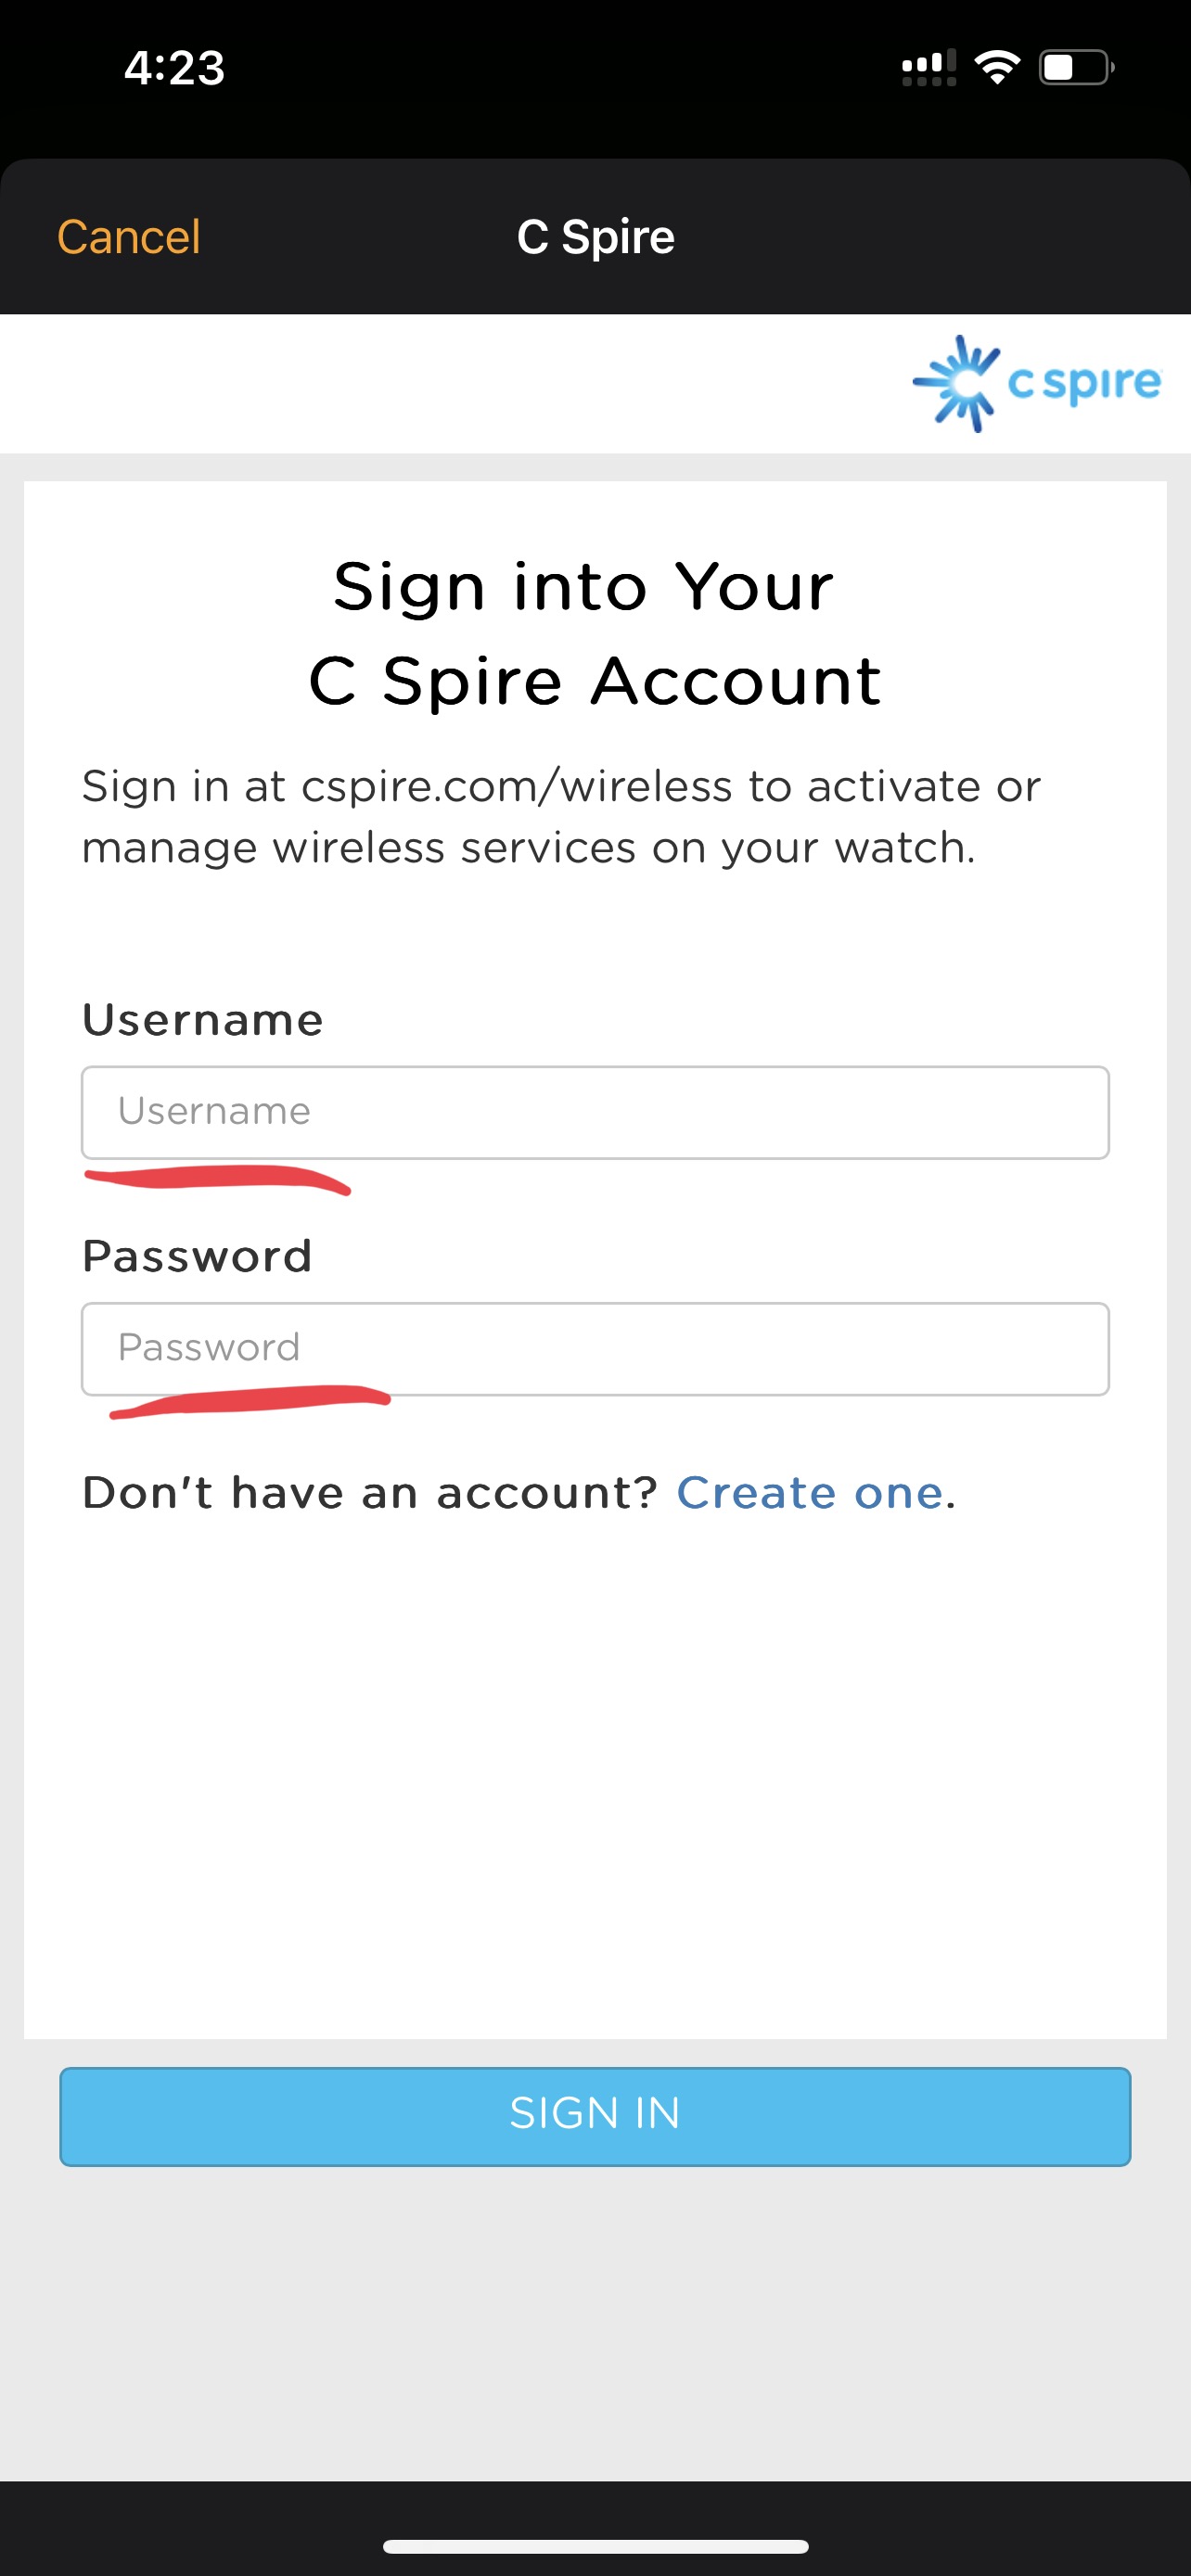 4:23
Cancel
C Spire
c spire
Sign into Your
C Spire Account
Sign in at cspire.com/wireless to activate or
manage wireless services on your watch.
Username
Username
Password
Password
Don't have an account? Create one.
SIGN IN